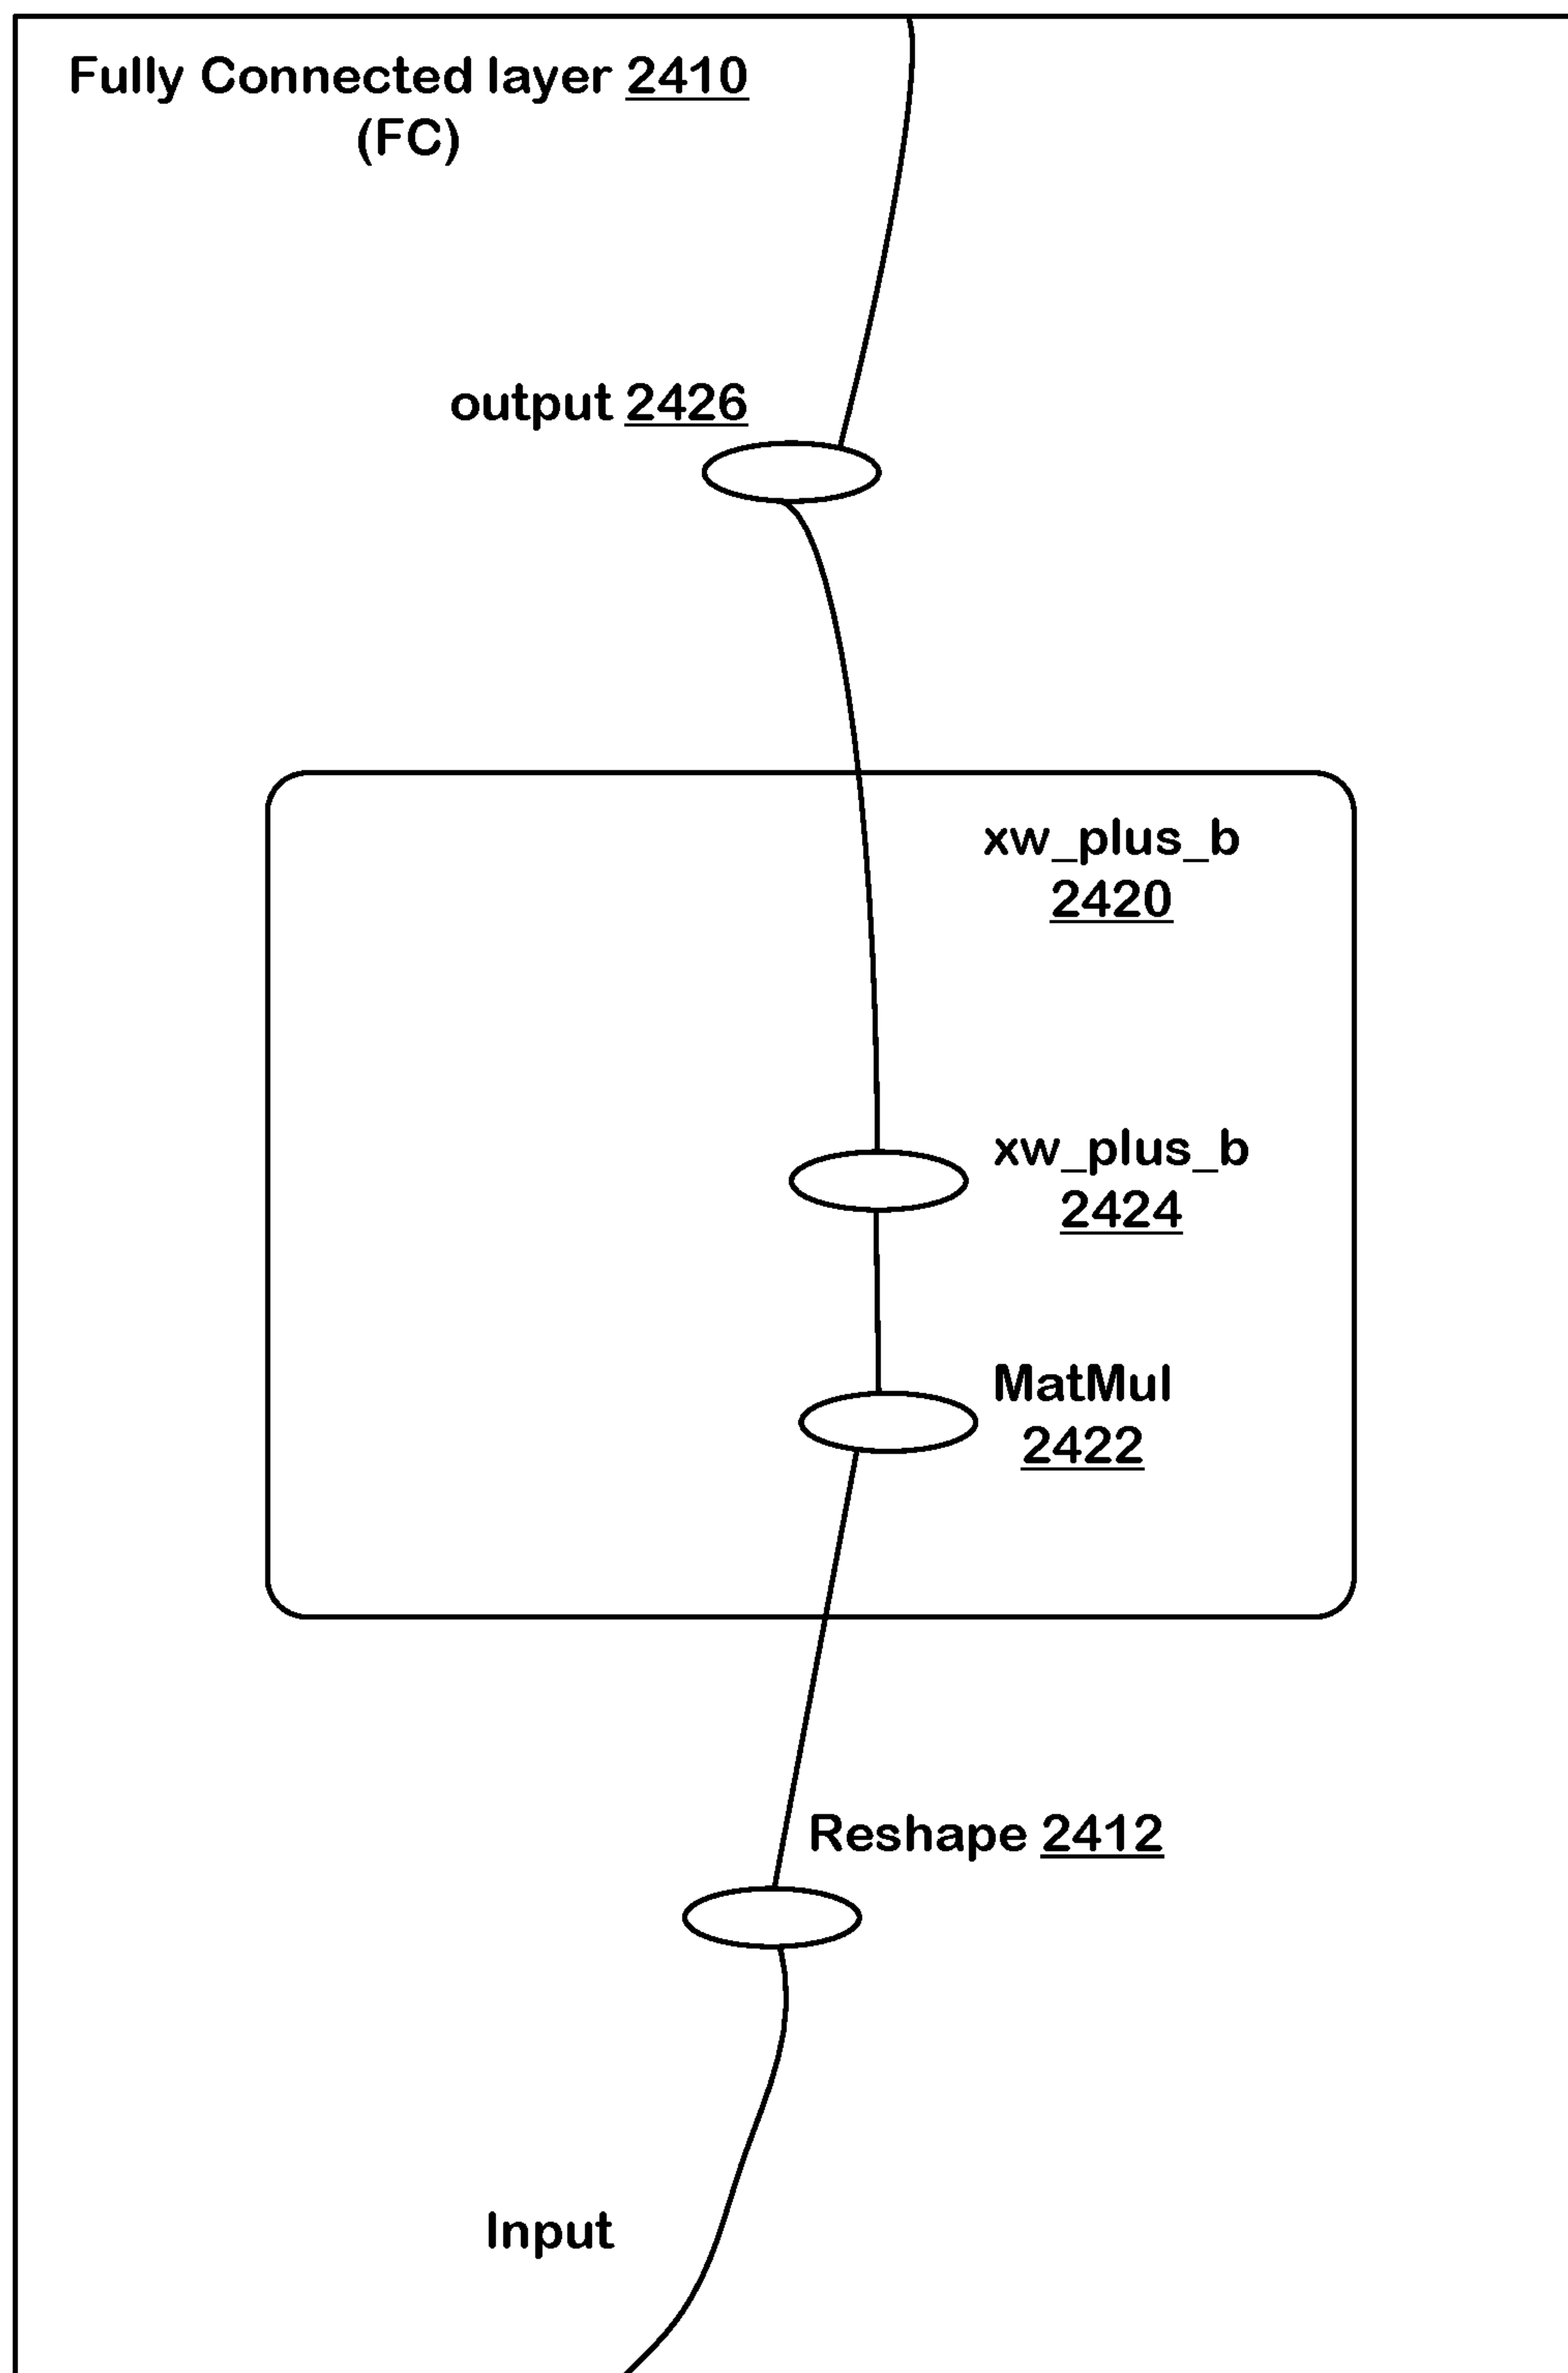 Fully Connected layer 2410
(FC)
output 2426
xw_plus_b
2420
xw_plus_b
2424
MatMul
2422
Reshape 2412
Input